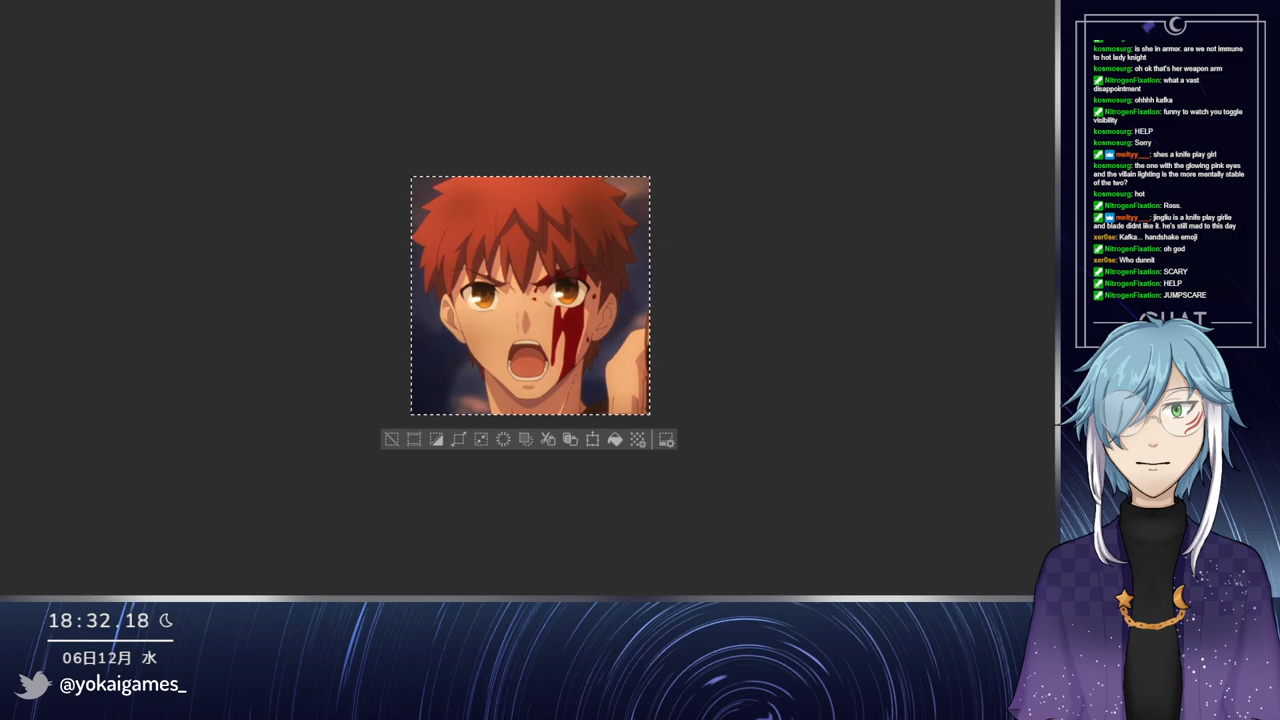 kosmosurg: is she in armor. are we not immune
to hot lady knight
kosmosurg: oh ok that's her weapon arm
NitrogenFixation: what a vast
disappointment
kosmosurg: ohhhh kafka
NitrogenFixation: funny to watch you toggle
visibility
kosmosurg: HELP
kosmosurg: Sorry
meltyy___: shes a knife play girl
kosmosurg: the one with the glowing pink eyes
and the villain lighting is the more mentally stable
of the two?
kosmosurg: hot
NitrogenFixation: Ross.
meltyy___: jingliu is a knife play girlie
and blade didnt like it. he's still mad to this day
xer0se: Kafka... handshake emoji
NitrogenFixation: oh god
xer0se: Who dunnit
NitrogenFixation: SCARY
NitrogenFixation: HELP
NitrogenFixation: JUMPSCARE
CHAT
18:32.18
06日12月 水
@yokaigames_